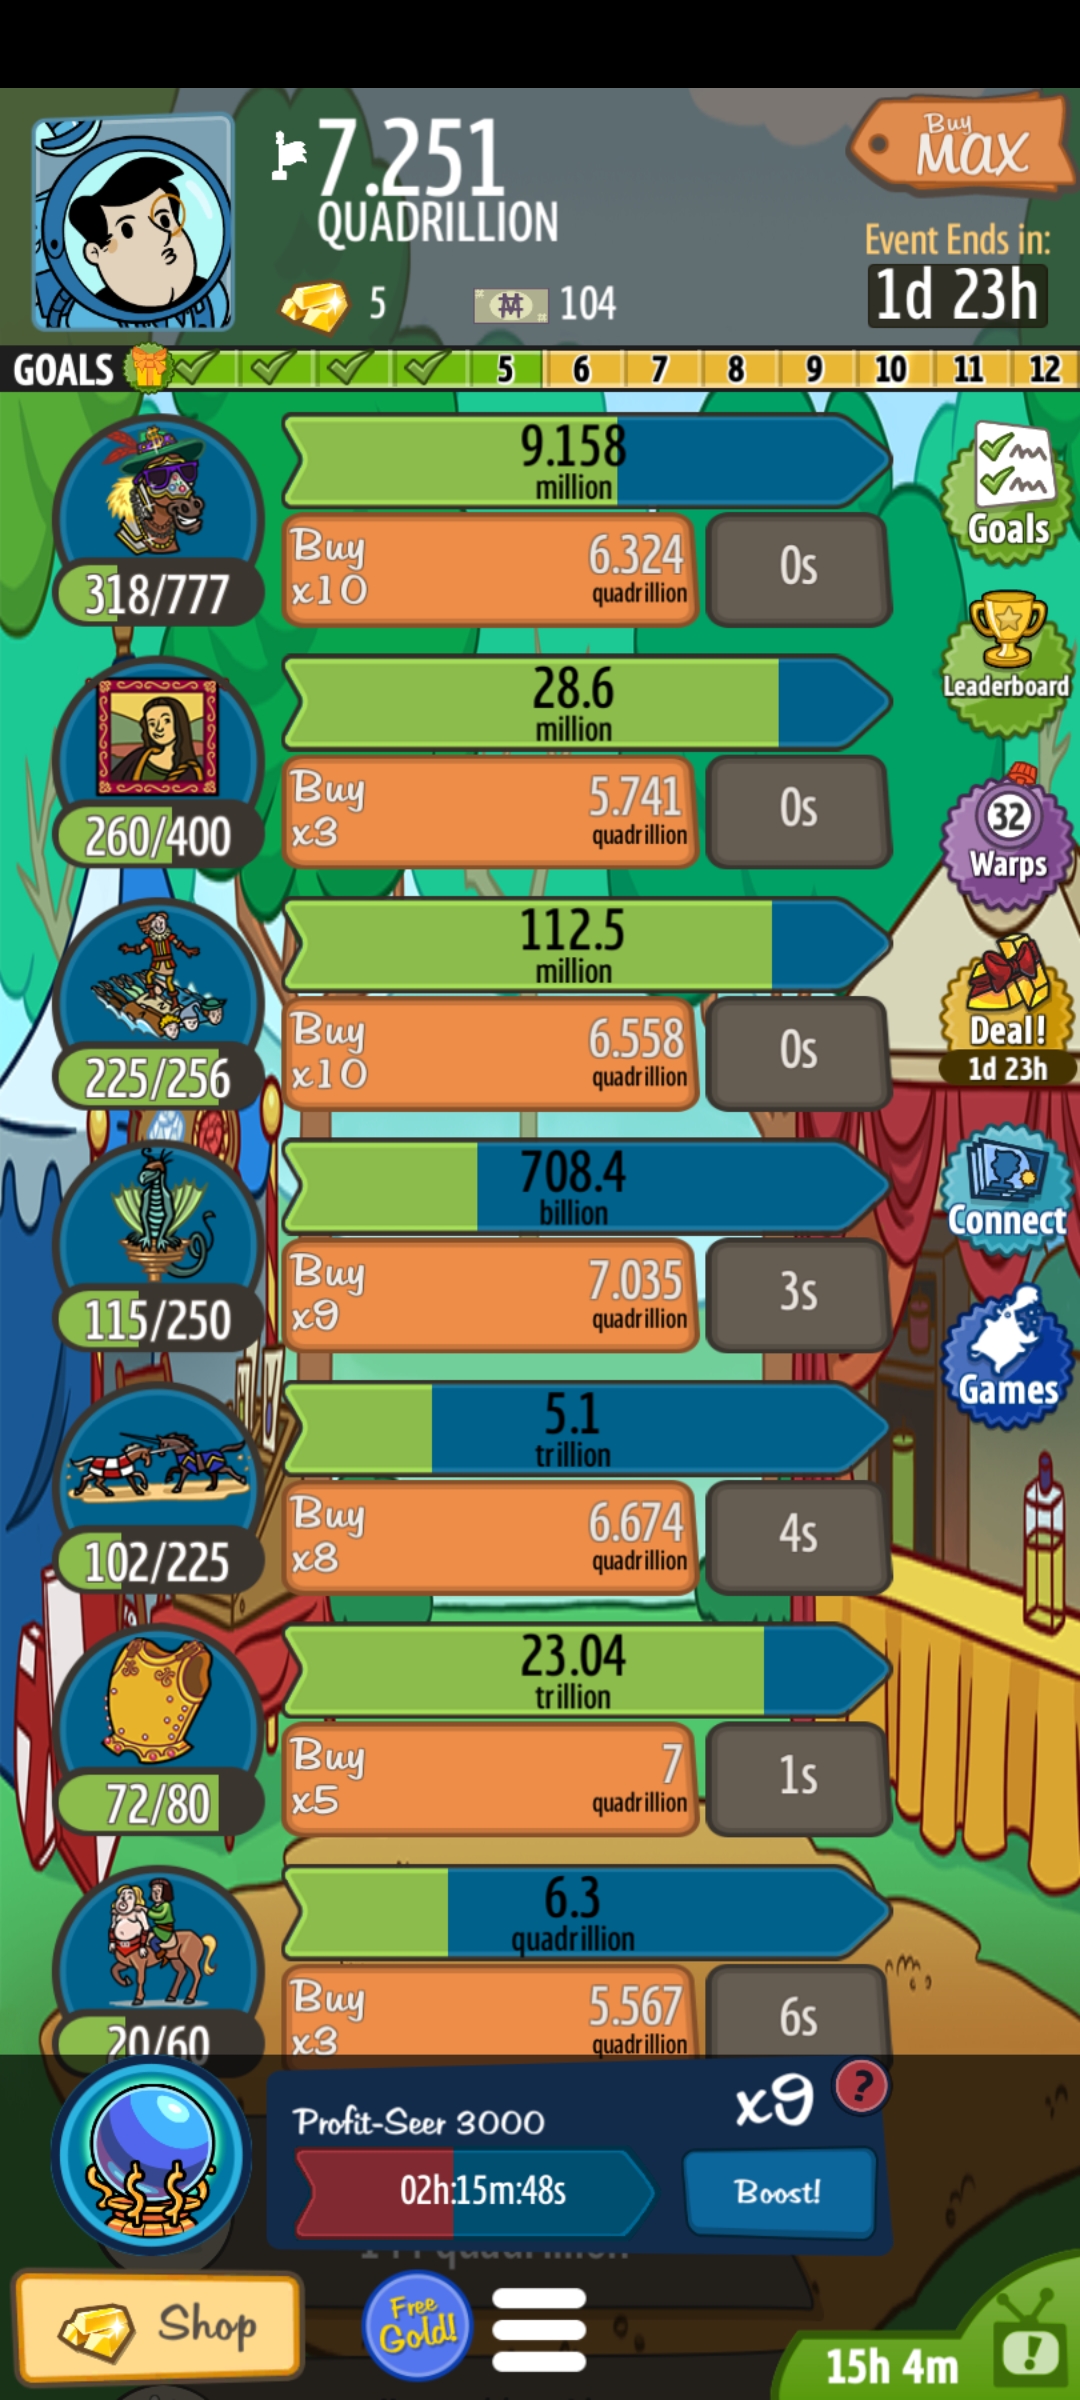 7.251
QUADRILLION
Buy
MAX
Event Ends in:
1d 23h
5
104
GOALS 5 6 7 8 9 10 11 12
9.158
million
318/777
Buy
x10
6.324
quadrillion
0s
Goals
28.6
million
260/400
Buy
x3
5.741
quadrillion
0s
Leaderboard
32
Warps
112.5
million
225/256
Buy
x10
6.558
quadrillion
0s
Deal!
1d 23h
708.4
billion
115/250
Buy
x9
7.035
quadrillion
3s
Connect
Games
5.1
trillion
102/225
Buy
x8
6.674
quadrillion
4s
23.04
trillion
72/80
Buy
x5
7
quadrillion
1s
6.3
quadrillion
20/60
Buy
x3
5.567
quadrillion
6s
Profit-Seer 3000
x9
?
02h:15m:48s
Boost!
Shop
Free
Gold!
15h 4m
!